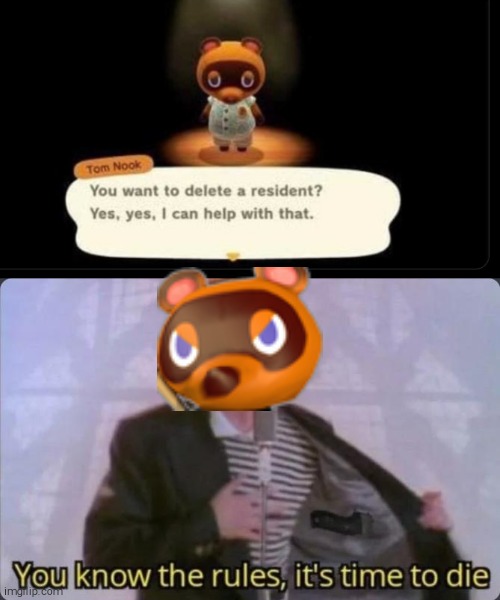 Tom Nook
You want to delete a resident?
Yes, yes, I can help with that.
You know the rules, it's time to die
imgflip.com